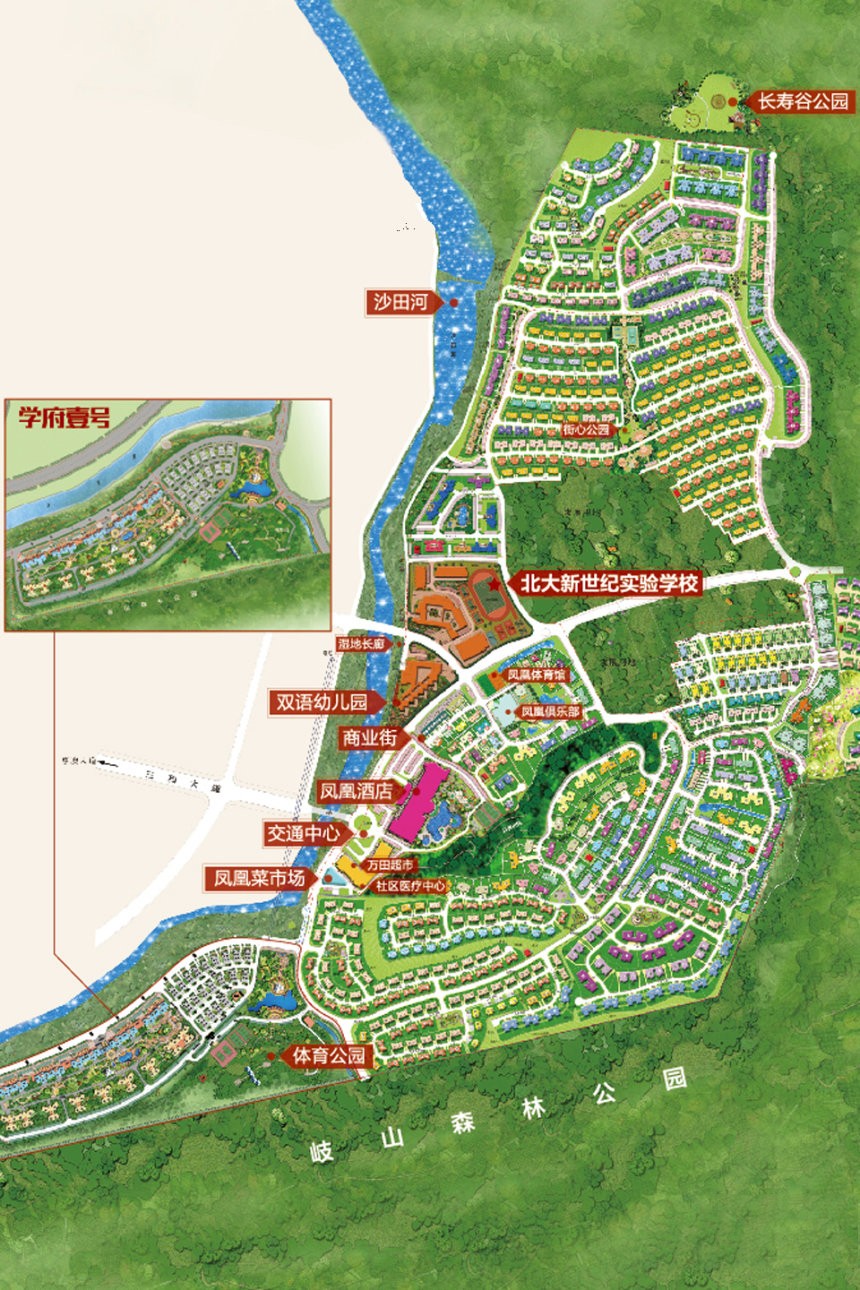 长寿谷公园
沙田河
学府壹号
街心公园
北大新世纪实验学校
湿地长廊
凤凰体育馆
双语幼儿园
凤凰俱乐部
商业街
凤凰酒店
交通中心
万田超市
凤凰菜市场
社区医疗中心
体育公园
岐山森林公园